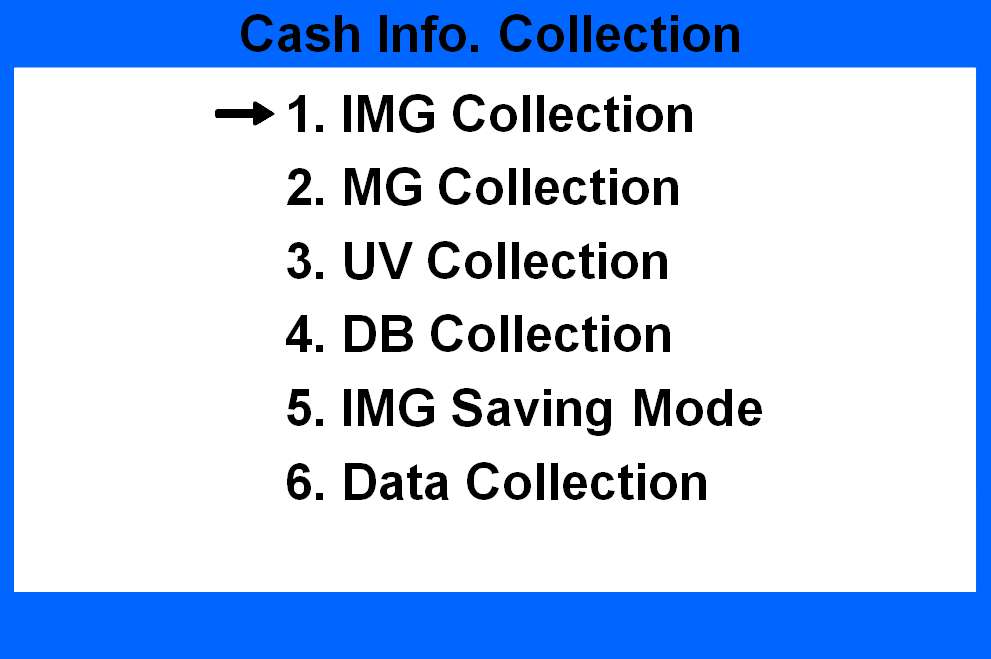 Cash Info. Collection
1. IMG Collection
2. MG Collection
3. UV Collection
4. DB Collection
5. IMG Saving Mode
6. Data Collection